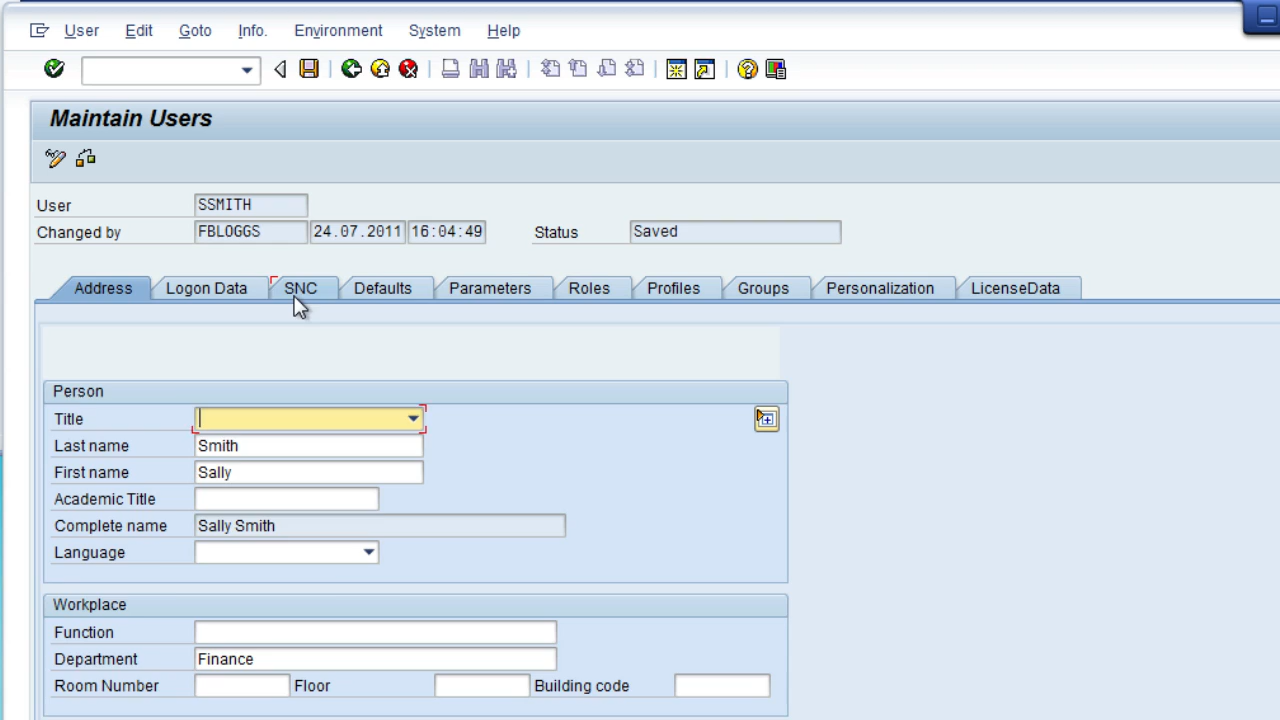 User Edit Goto Info. Environment System Help
Maintain Users
User SSMITH
Changed by FBLOGGS 24.07.2011 16:04:49 Status Saved
Address Logon Data SNC Defaults Parameters Roles Profiles Groups Personalization LicenseData
Person
Title
Last name Smith
First name Sally
Academic Title
Complete name Sally Smith
Language
Workplace
Function
Department Finance
Room Number Floor Building code